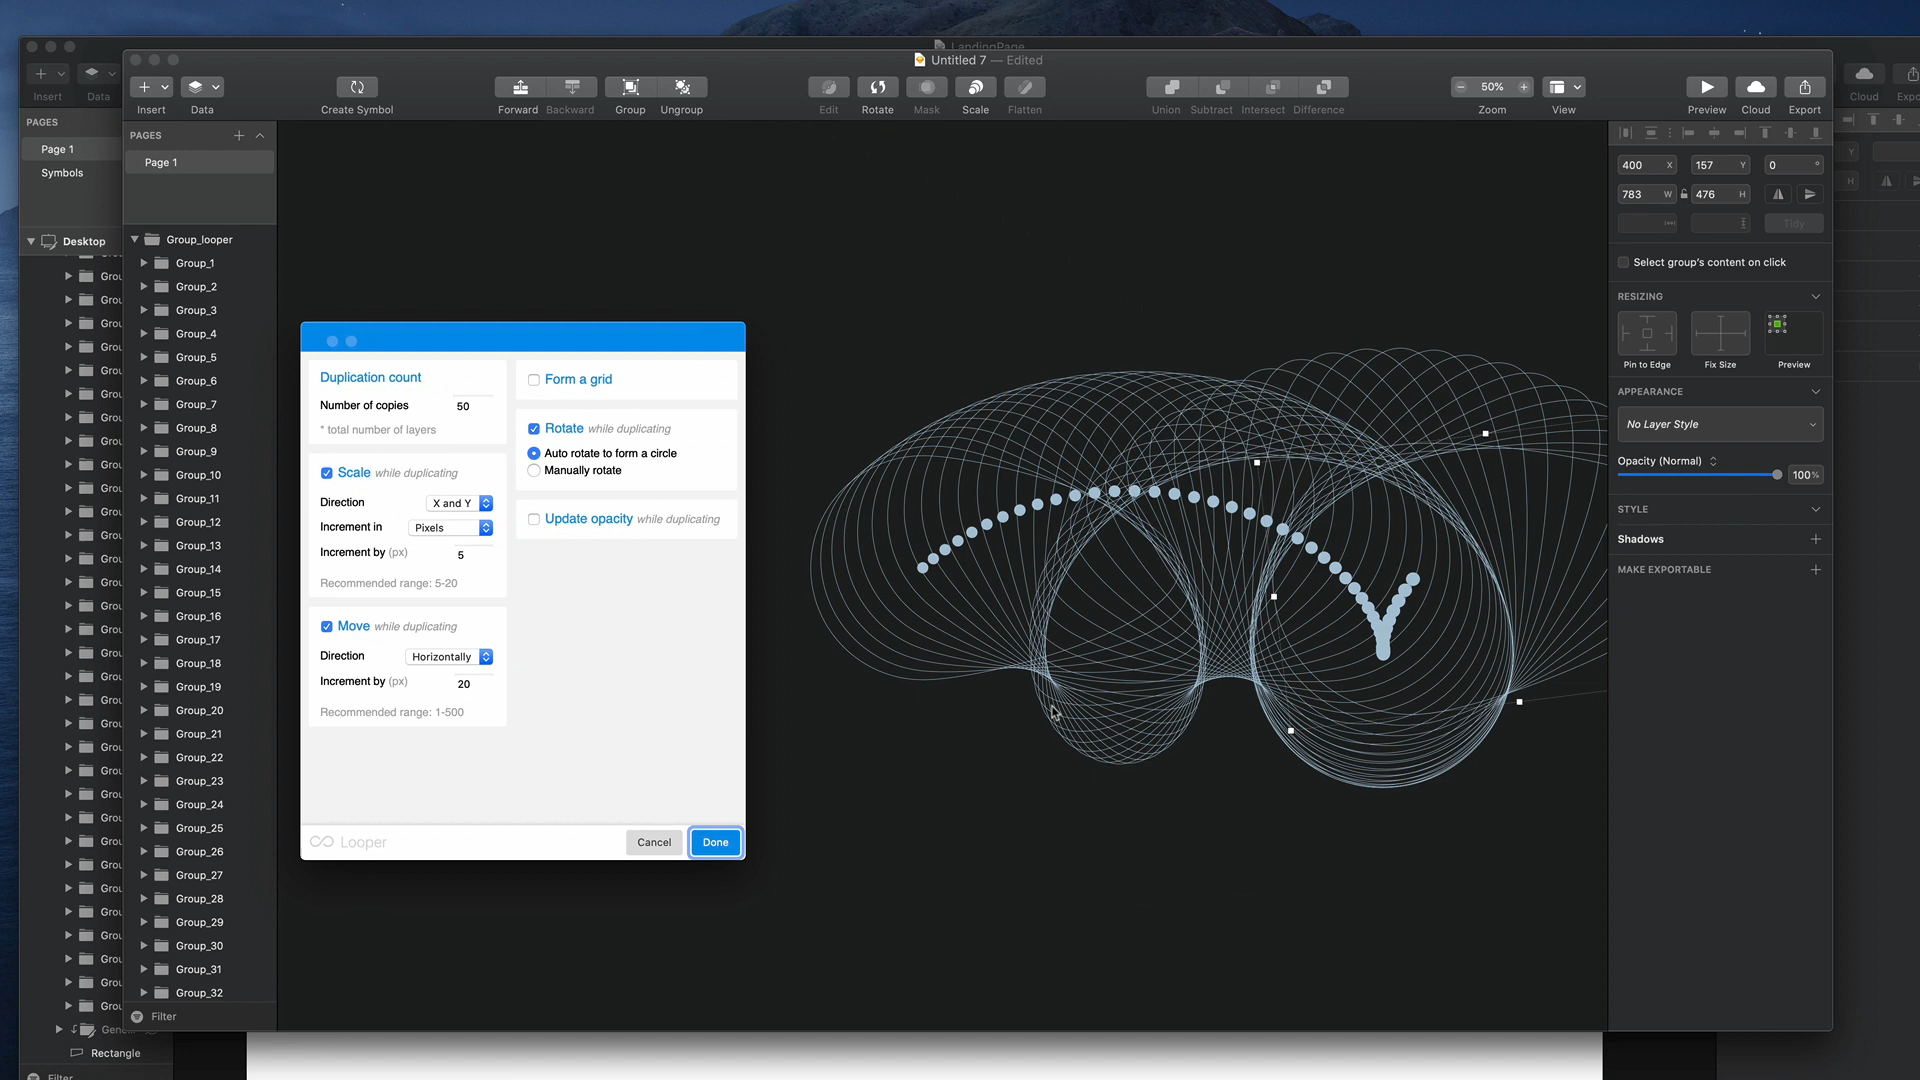 LandingPage
Untitled 7 — Edited
Insert
Data
Insert
Data
Create Symbol
Forward
Backward
Group
Ungroup
Edit
Rotate
Mask
Scale
Flatten
Union
Subtract
Intersect
Difference
50%
Zoom
View
Preview
Cloud
Export
Cloud
PAGES
Page 1
Symbols
Desktop
Rectangle
Filter
PAGES
Page 1
Group_looper
Group_1
Group_2
Group_3
Group_4
Group_5
Group_6
Group_7
Group_8
Group_9
Group_10
Group_11
Group_12
Group_13
Group_14
Group_15
Group_16
Group_17
Group_18
Group_19
Group_20
Group_21
Group_22
Group_23
Group_24
Group_25
Group_26
Group_27
Group_28
Group_29
Group_30
Group_31
Group_32
Filter
Duplication count
Number of copies 50
* total number of layers
Scale while duplicating
Direction X and Y
Increment in Pixels
Increment by (px) 5
Recommended range: 5-20
Move while duplicating
Direction Horizontally
Increment by (px) 20
Recommended range: 1-500
Form a grid
Rotate while duplicating
Auto rotate to form a circle
Manually rotate
Update opacity while duplicating
Looper
Cancel
Done
400 X 157 Y 0 °
783 W 476 H
Tidy
Select group's content on click
RESIZING
Pin to Edge
Fix Size
Preview
APPEARANCE
No Layer Style
Opacity (Normal)
100%
STYLE
Shadows
MAKE EXPORTABLE